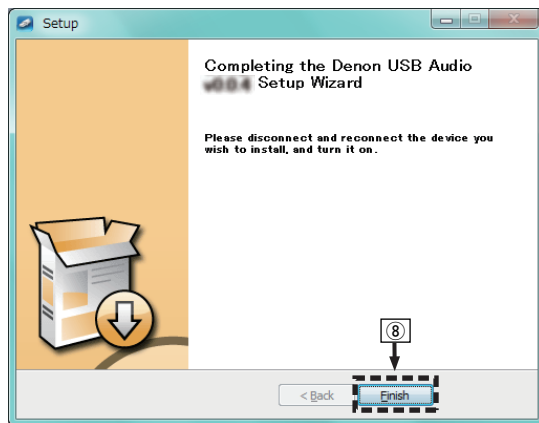 Setup
Completing the Denon USB Audio
Setup Wizard
Please disconnect and reconnect the device you
wish to install, and turn it on.
⑧
< Back
Finish